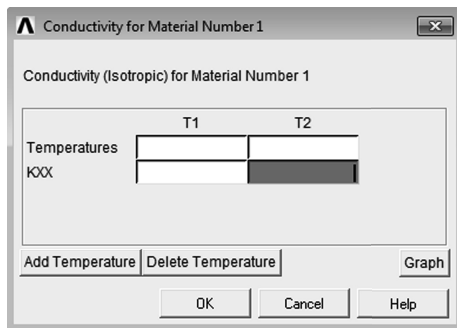 Conductivity for Material Number 1
Conductivity (Isotropic) for Material Number 1
T1 T2
Temperatures
KXX
Add Temperature Delete Temperature Graph
OK Cancel Help